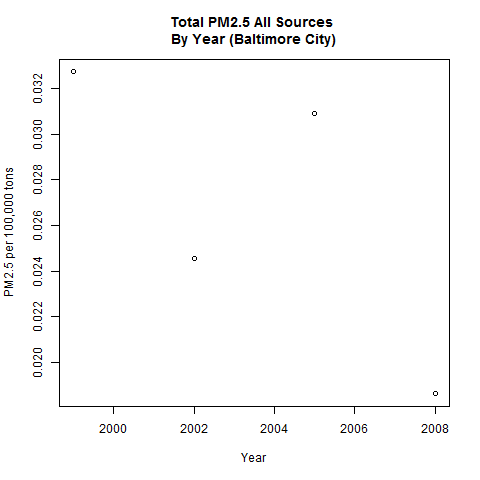 Total PM2.5 All Sources
By Year (Baltimore City)
PM2.5 per 100,000 tons
0.032
0.030
0.028
0.026
0.024
0.022
0.020
2000 2002 2004 2006 2008
Year